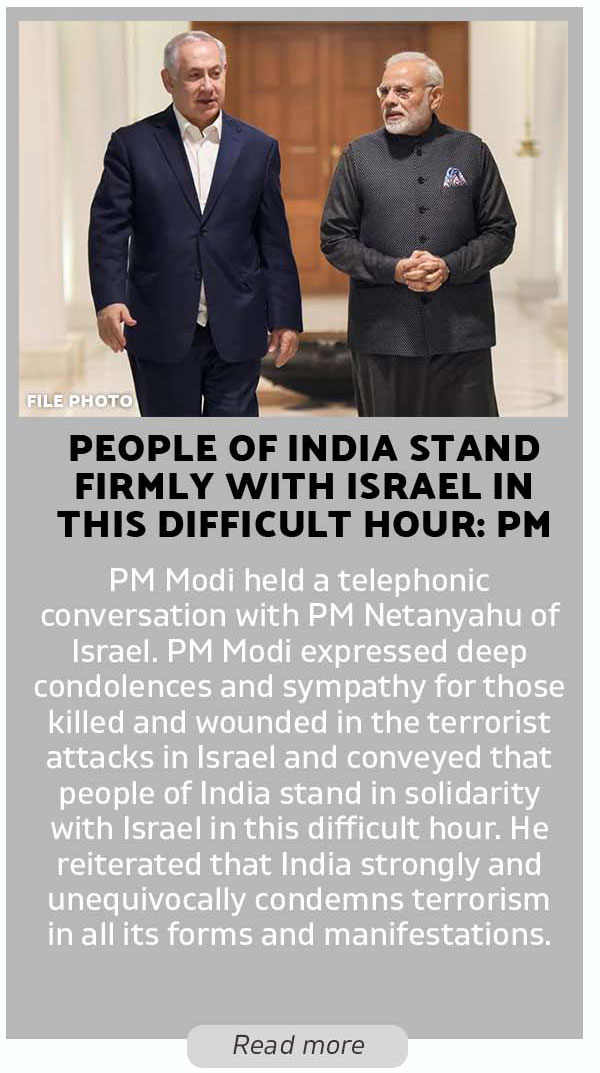 FILE PHOTO
PEOPLE OF INDIA STAND
FIRMLY WITH ISRAEL IN
THIS DIFFICULT HOUR: PM
PM Modi held a telephonic
conversation with PM Netanyahu of
Israel. PM Modi expressed deep
condolences and sympathy for those
killed and wounded in the terrorist
attacks in Israel and conveyed that
people of India stand in solidarity
with Israel in this difficult hour. He
reiterated that India strongly and
unequivocally condemns terrorism
in all its forms and manifestations.
Read more